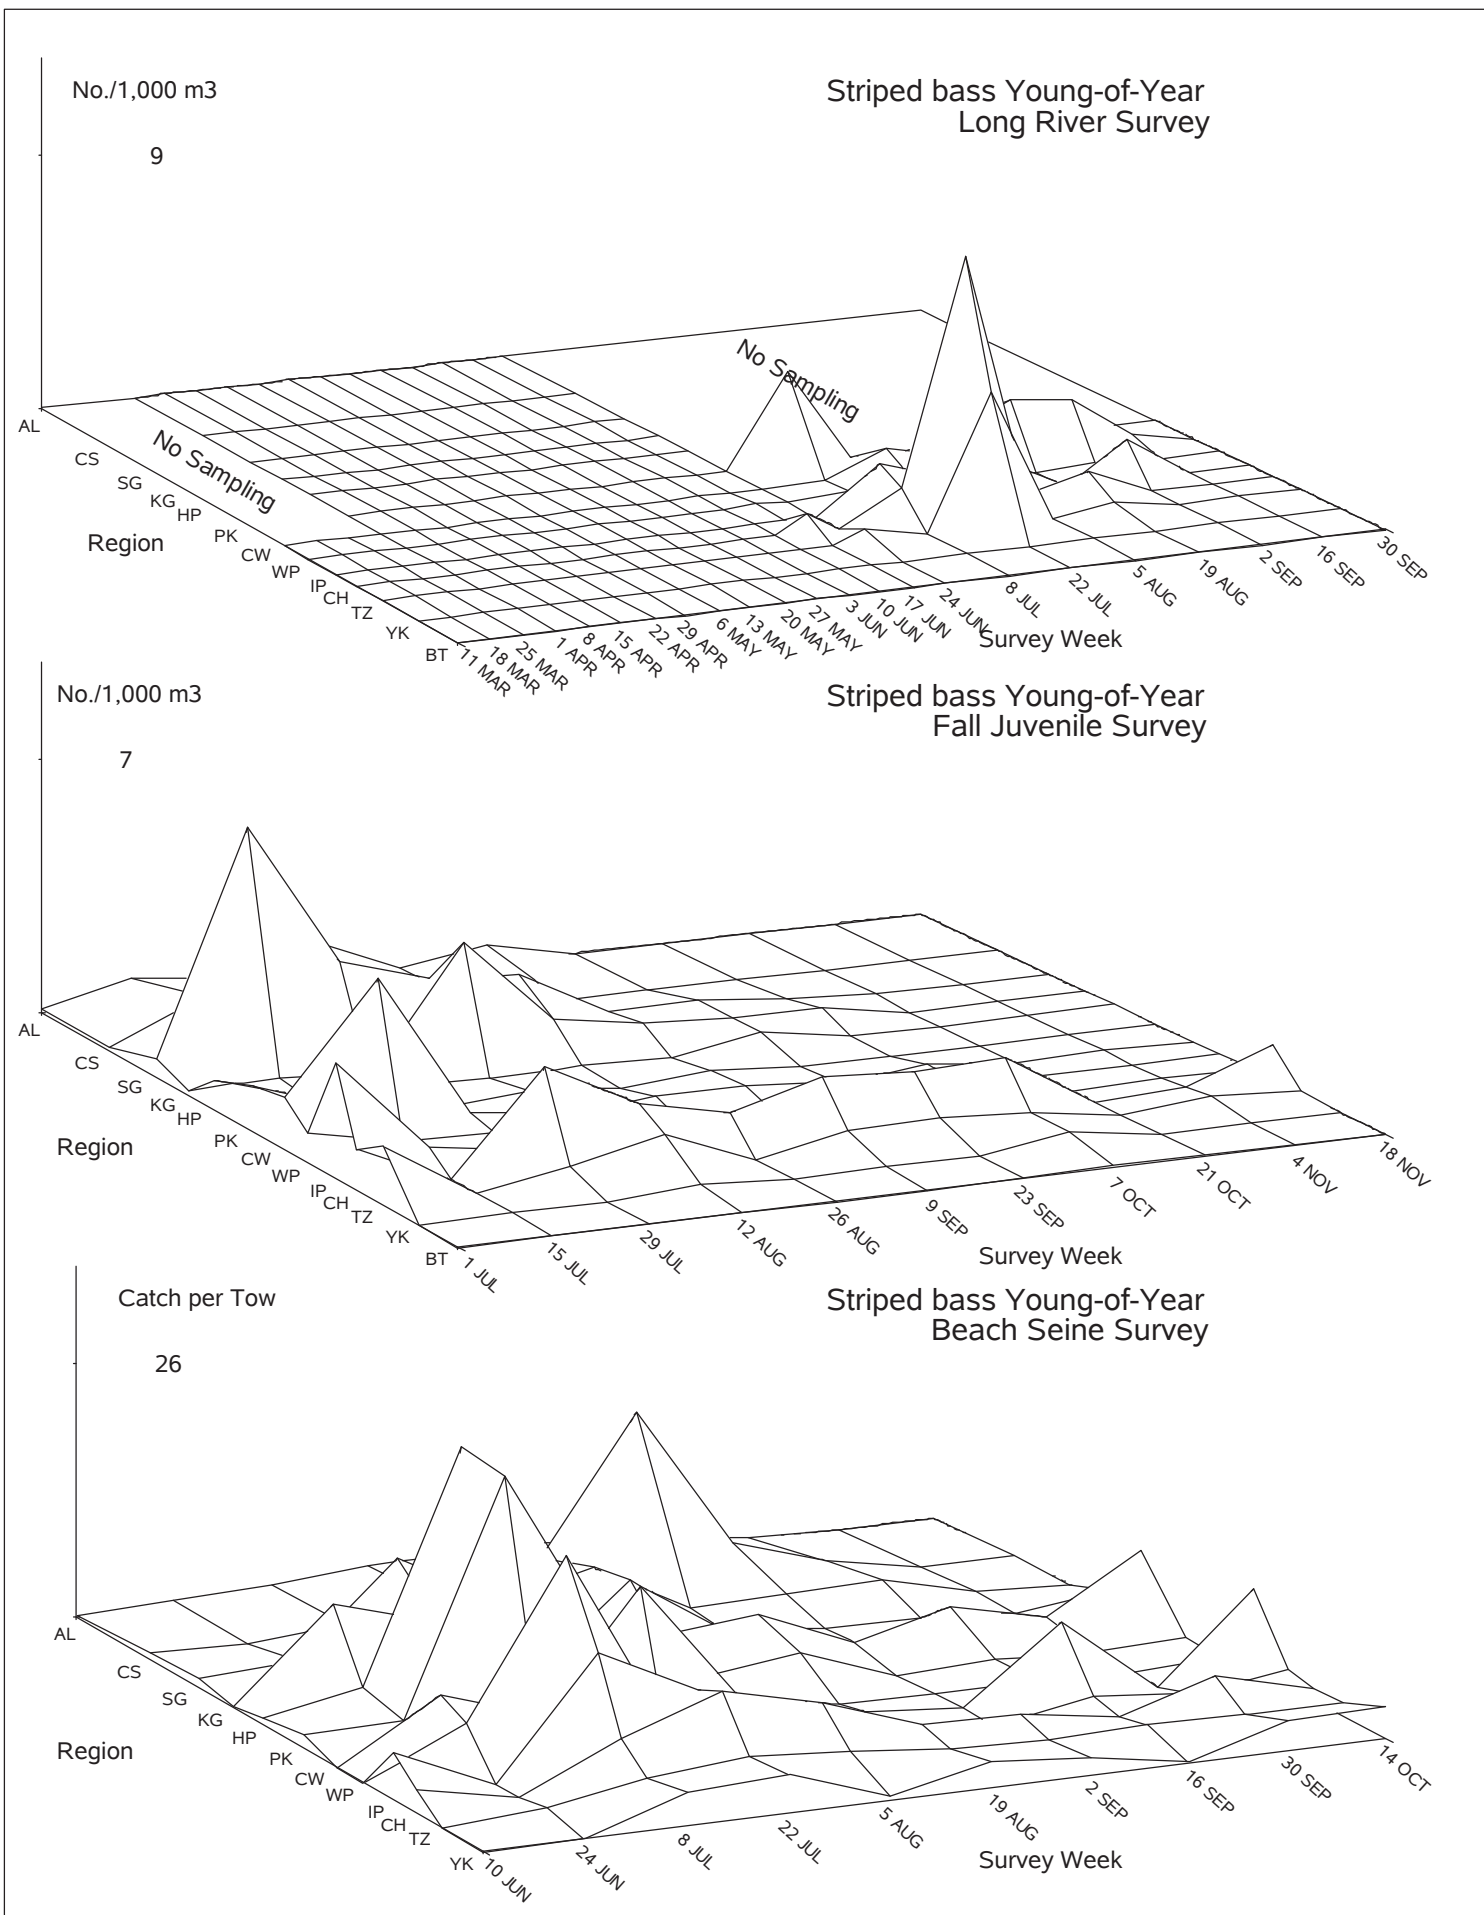 No./1,000 m3
Striped bass Young-of-Year
Long River Survey
9
No Sampling
No Sampling
AL
CS
SG
KG
HP
PK
CW
WP
IP
CH
TZ
YK
BT
Region
11 MAR
18 MAR
25 MAR
1 APR
8 APR
15 APR
22 APR
29 APR
6 MAY
13 MAY
20 MAY
27 MAY
3 JUN
10 JUN
17 JUN
24 JUN
8 JUL
22 JUL
5 AUG
19 AUG
2 SEP
16 SEP
30 SEP
Survey Week
No./1,000 m3
Striped bass Young-of-Year
Fall Juvenile Survey
7
AL
CS
SG
KG
HP
PK
CW
WP
IP
CH
TZ
YK
BT
Region
1 JUL
15 JUL
29 JUL
12 AUG
26 AUG
9 SEP
23 SEP
7 OCT
21 OCT
4 NOV
18 NOV
Survey Week
Catch per Tow
Striped bass Young-of-Year
Beach Seine Survey
26
AL
CS
SG
KG
HP
PK
CW
WP
IP
CH
TZ
YK
Region
10 JUN
24 JUN
8 JUL
22 JUL
5 AUG
19 AUG
2 SEP
16 SEP
30 SEP
14 OCT
Survey Week